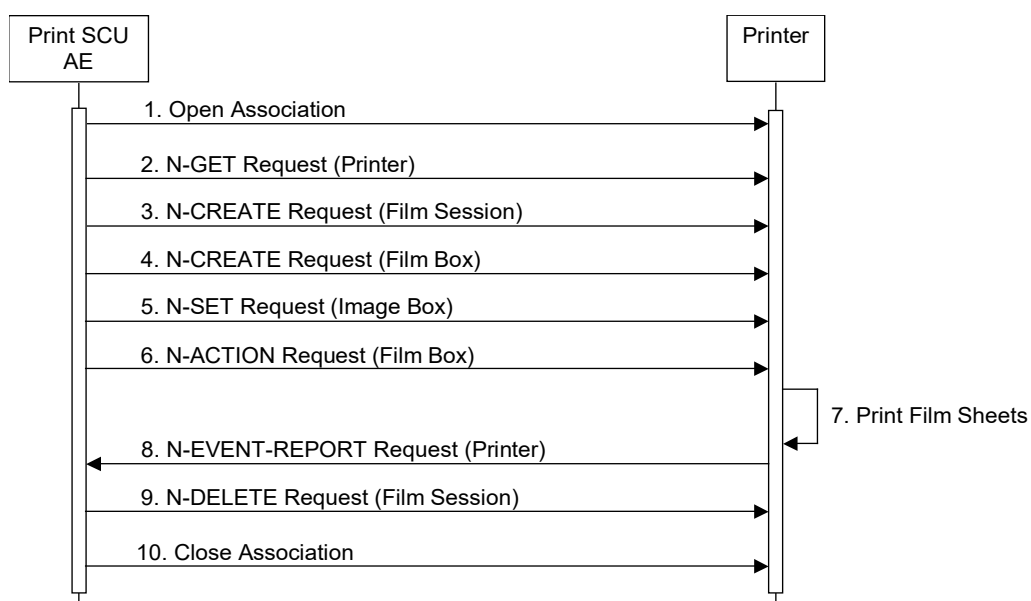 Print SCU
AE
Printer
1. Open Association
2. N-GET Request (Printer)
3. N-CREATE Request (Film Session)
4. N-CREATE Request (Film Box)
5. N-SET Request (Image Box)
6. N-ACTION Request (Film Box)
7. Print Film Sheets
8. N-EVENT-REPORT Request (Printer)
9. N-DELETE Request (Film Session)
10. Close Association